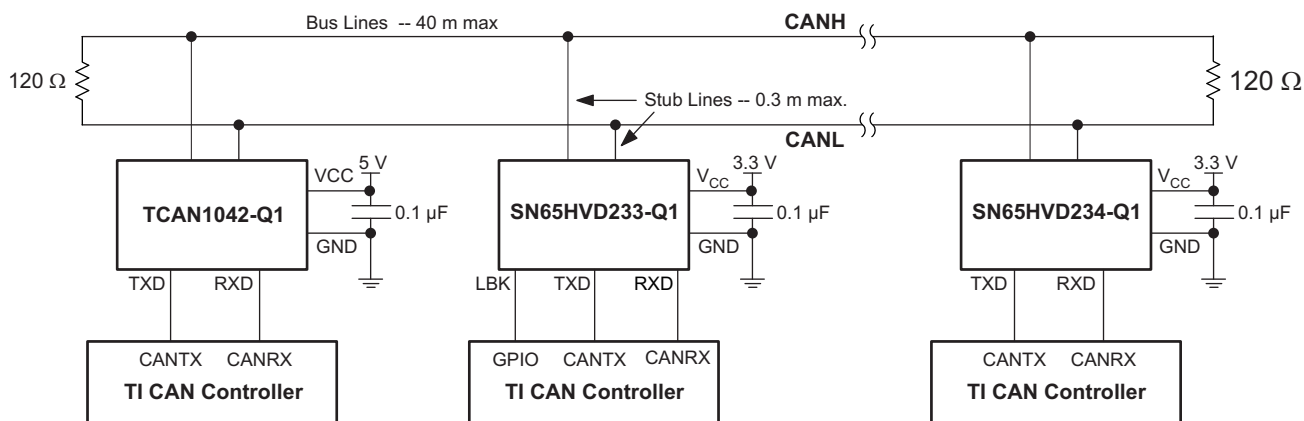 Bus Lines -- 40 m max
CANH
120 Ω
120 Ω
Stub Lines -- 0.3 m max.
CANL
5 V
VCC
TCAN1042-Q1
0.1 µF
GND
TXD
RXD
CANTX
CANRX
TI CAN Controller
3.3 V
VCC
SN65HVD233-Q1
0.1 µF
GND
LBK
TXD
RXD
GPIO
CANTX
CANRX
TI CAN Controller
3.3 V
VCC
SN65HVD234-Q1
0.1 µF
GND
TXD
RXD
CANTX
CANRX
TI CAN Controller